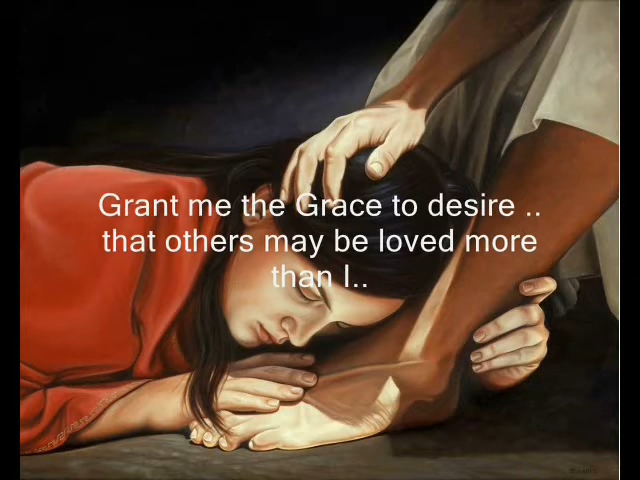 Grant me the Grace to desire ..
that others may be loved more
than I..